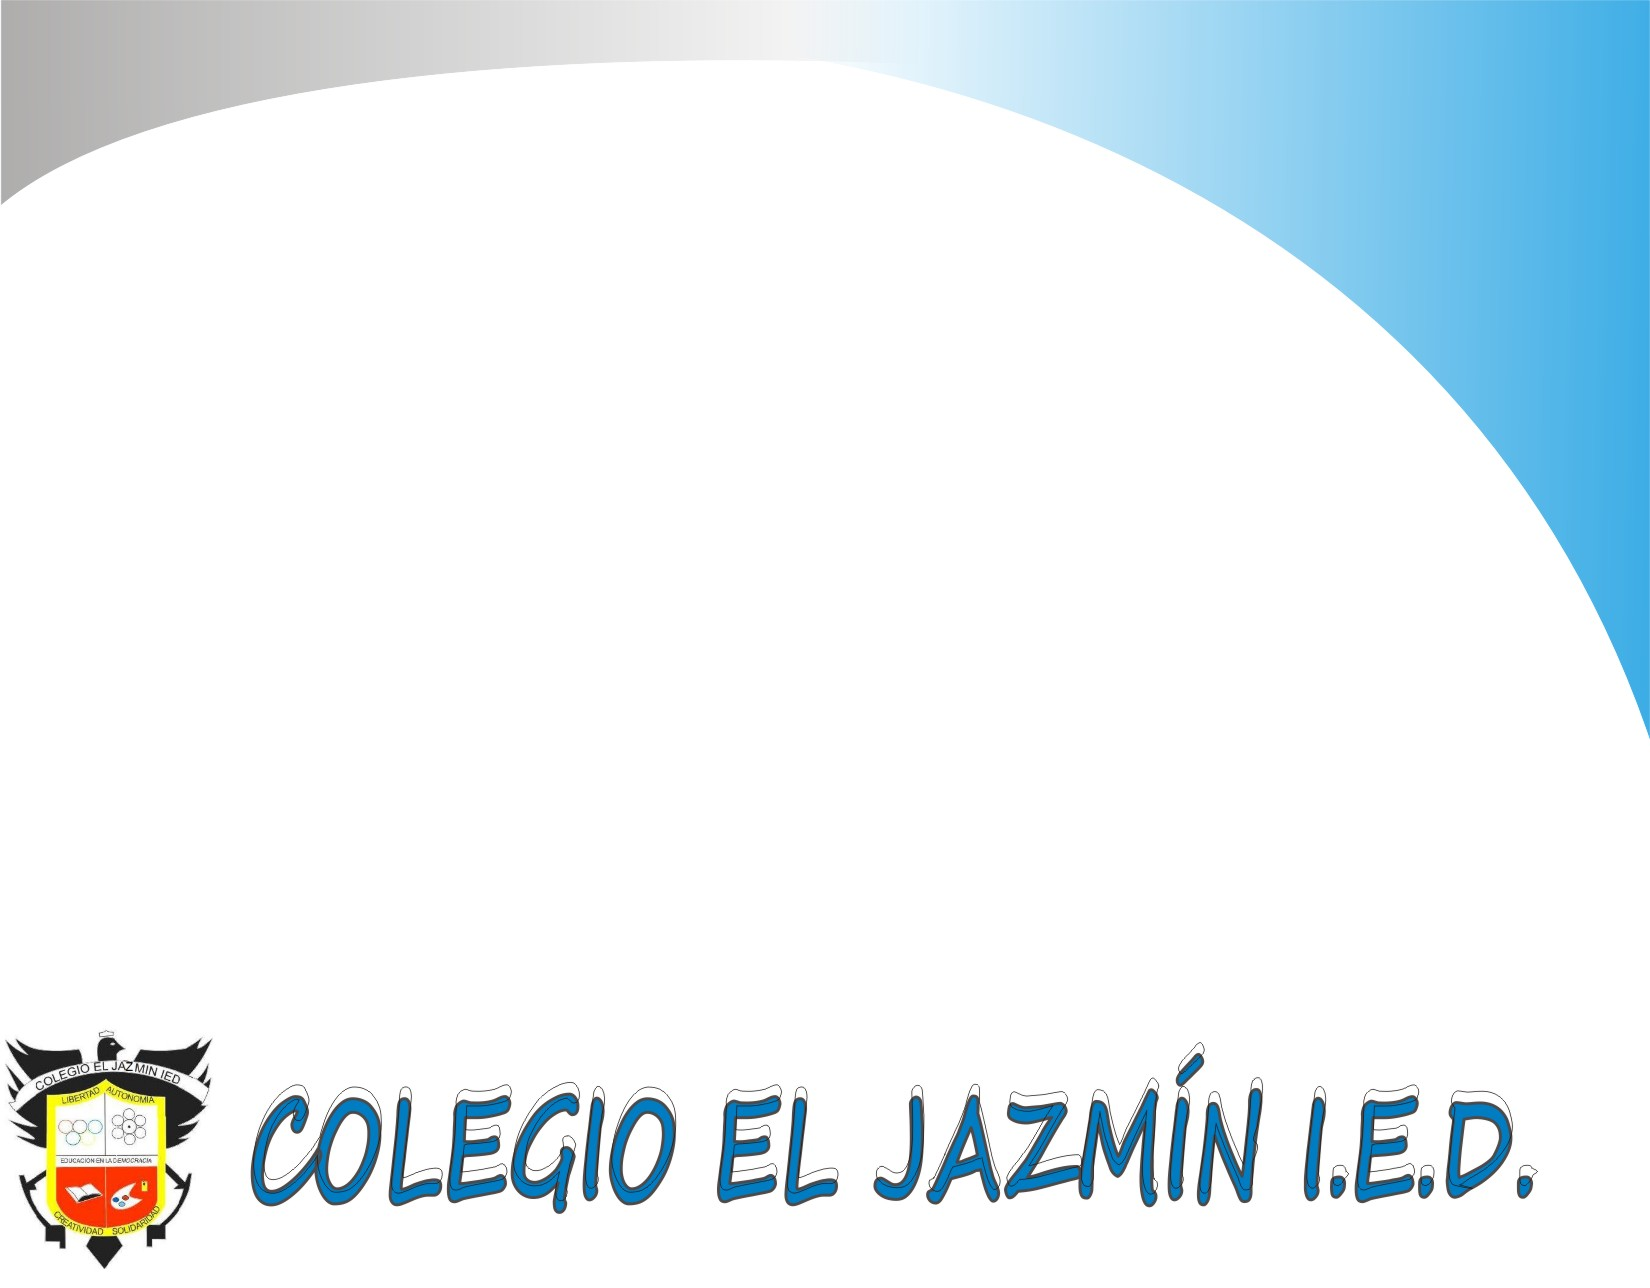 COLEGIO EL JAZMIN IED
LIBERTAD AUTONOMIA
EDUCACION EN LA DEMOCRACIA
CREATIVIDAD SOLIDARIDAD
COLEGIO EL JAZMÍN I.E.D.